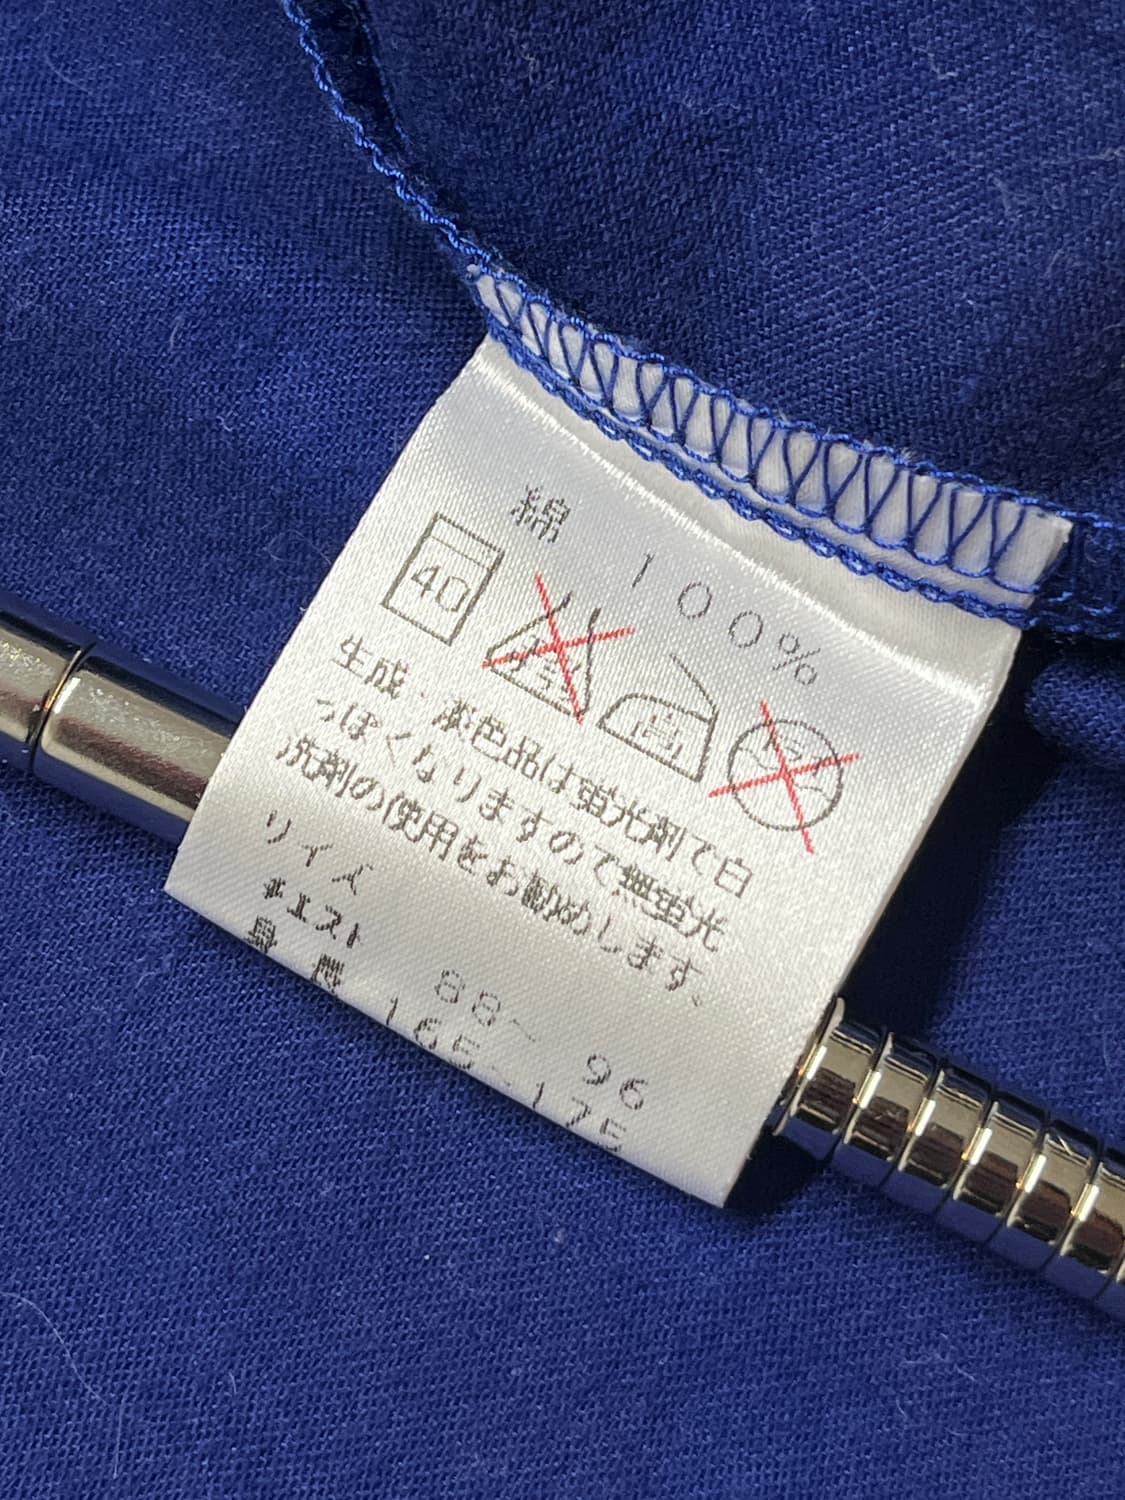 綿 100%
40 高
生成・淡色品は蛍光剤で白
っぽくなりますので無蛍光
洗剤の使用をお勧めします。
サイズ
チェスト 88~ 96
身 長 165~175